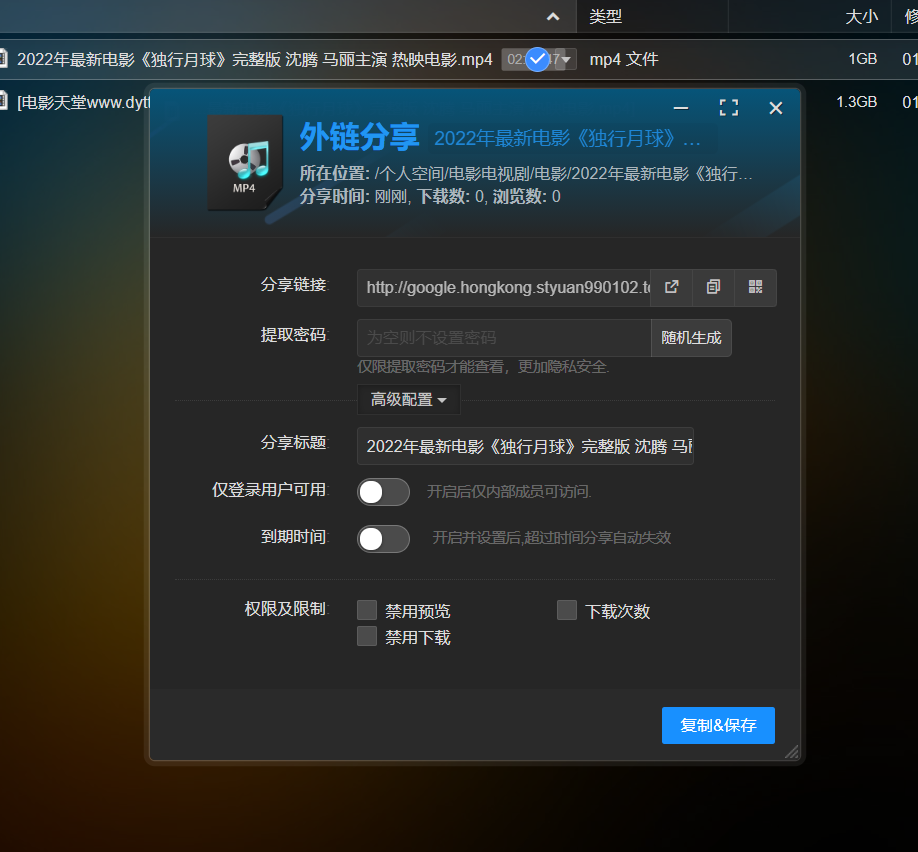 类型 大小 修
2022年最新电影《独行月球》完整版 沈腾 马丽主演 热映电影.mp4 02: 47 mp4 文件 1GB 01
[电影天堂www.dytt 1.3GB 01
外链分享 2022年最新电影《独行月球》...
MP4
所在位置: /个人空间/电影电视剧/电影/2022年最新电影《独行...
分享时间: 刚刚, 下载数: 0, 浏览数: 0
分享链接: http://google.hongkong.styuan990102.to
提取密码: 为空则不设置密码 随机生成
仅限提取密码才能查看，更加隐私安全.
高级配置
分享标题: 2022年最新电影《独行月球》完整版 沈腾 马丽
仅登录用户可用: 开启后仅内部成员可访问.
到期时间: 开启并设置后,超过时间分享自动失效
权限及限制: 禁用预览 下载次数
禁用下载
复制&保存